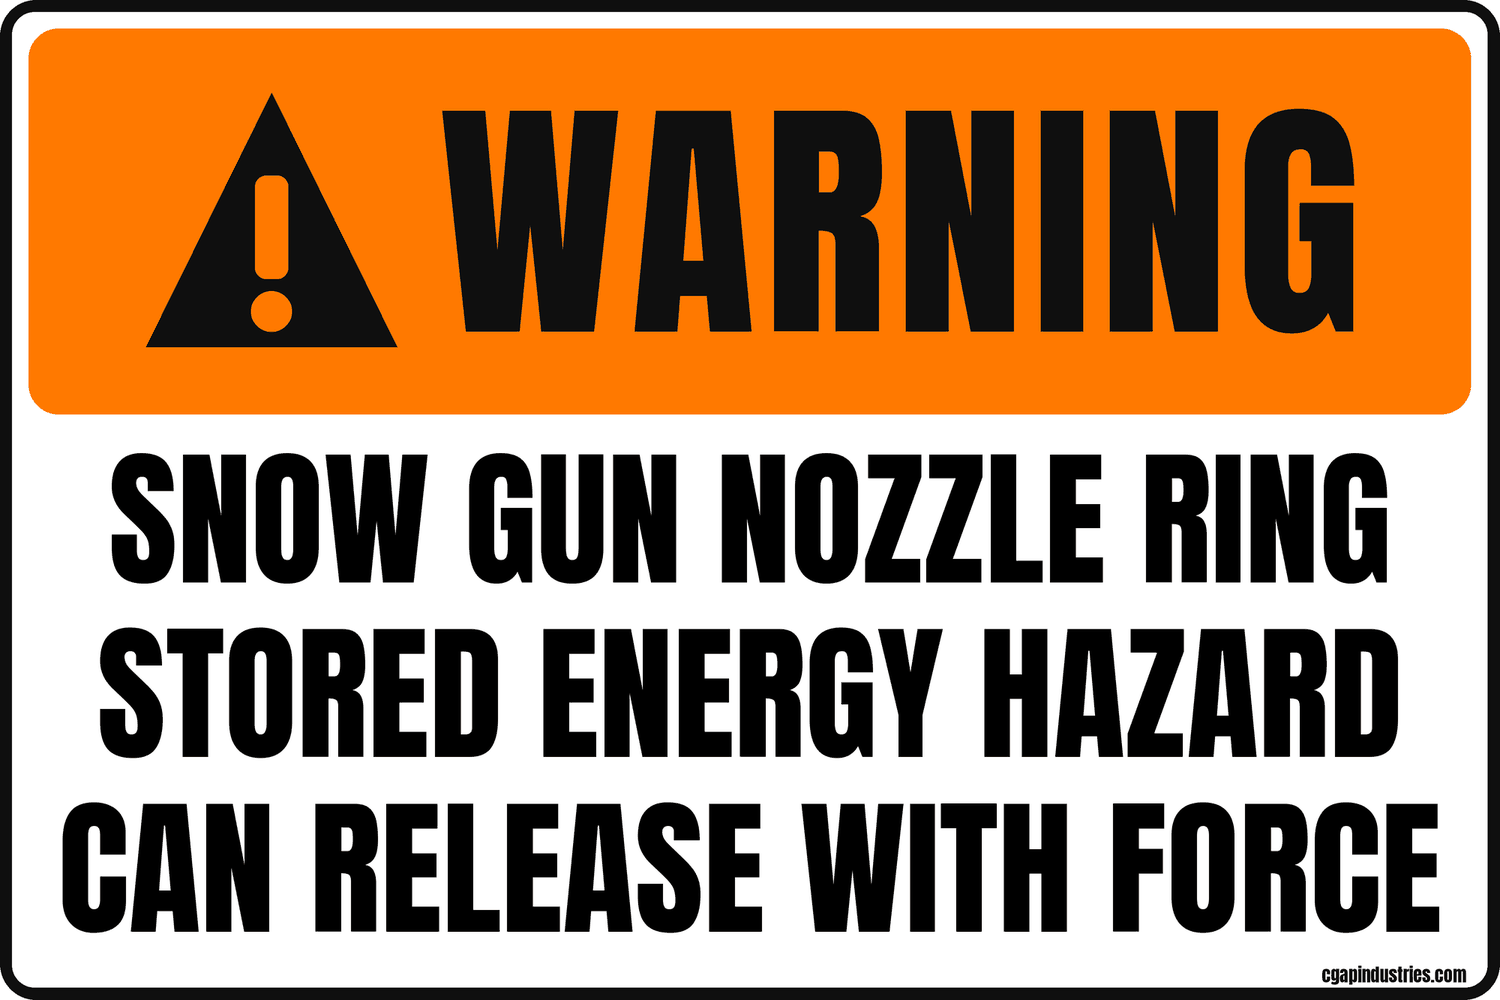 WARNING
SNOW GUN NOZZLE RING
STORED ENERGY HAZARD
CAN RELEASE WITH FORCE
cgapindustries.com